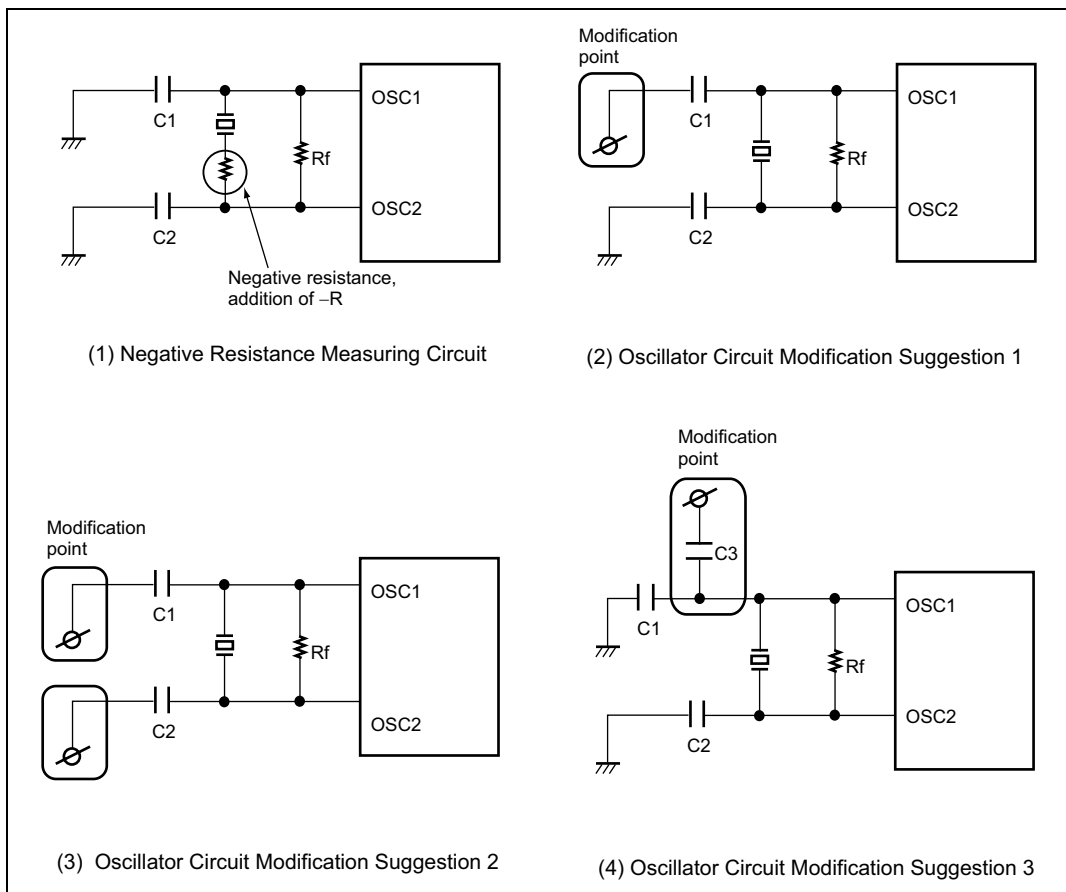 OSC1
C1
Rf
OSC2
C2
Negative resistance,
addition of –R
(1) Negative Resistance Measuring Circuit
Modification
point
OSC1
C1
Rf
OSC2
C2
(2) Oscillator Circuit Modification Suggestion 1
Modification
point
OSC1
C1
Rf
OSC2
C2
(3) Oscillator Circuit Modification Suggestion 2
Modification
point
C3
OSC1
C1
Rf
OSC2
C2
(4) Oscillator Circuit Modification Suggestion 3